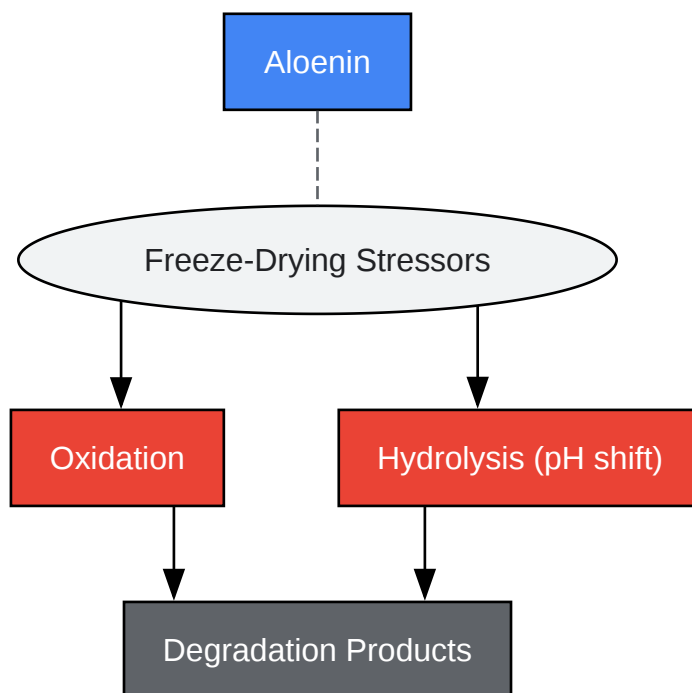 Aloenin
Freeze-Drying Stressors
Oxidation
Hydrolysis (pH shift)
Degradation Products